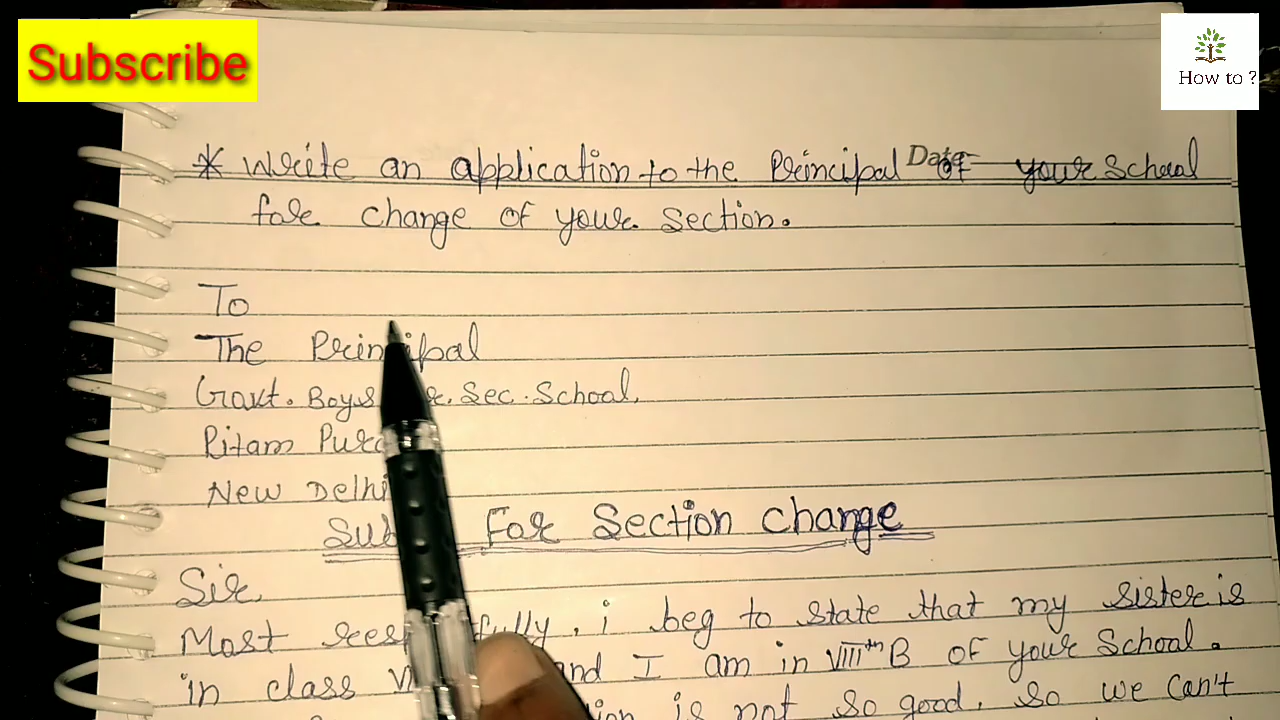 Subscribe
How to ?
Date
* Write an application to the Principal of your School
for change of your section.
To
The Principal
Govt. Boys Sec. School,
Pitam
New Delhi
Sub For Section change
Sir,
Most fully, i beg to state that my sister is
in class and I am in VIIIth B of your School.
is not so good, so we can't